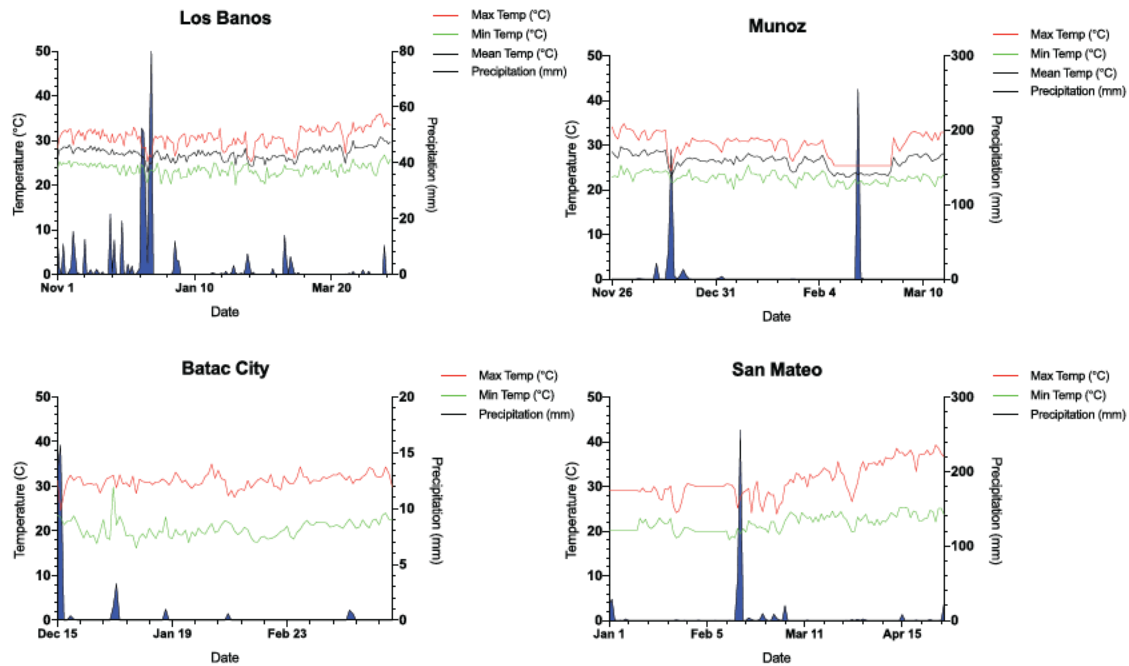 Los Banos
Max Temp (°C)
Min Temp (°C)
Mean Temp (°C)
Precipitation (mm)
50
40
30
20
10
0
Temperature (°C)
80
60
40
20
0
Precipitation (mm)
Nov 1
Jan 10
Mar 20
Date
Munoz
Max Temp (°C)
Min Temp (°C)
Mean Temp (°C)
Precipitation (mm)
50
40
30
20
10
0
Temperature (C)
300
200
100
0
Precipitation (mm)
Nov 26
Dec 31
Feb 4
Mar 10
Date
Batac City
Max Temp (°C)
Min Temp (°C)
Precipitation (mm)
50
40
30
20
10
0
Temperature (C)
20
15
10
5
0
Precipitation (mm)
Dec 15
Jan 19
Feb 23
Date
San Mateo
Max Temp (°C)
Min Temp (°C)
Precipitation (mm)
50
40
30
20
10
0
Temperature (C)
300
200
100
0
Precipitation (mm)
Jan 1
Feb 5
Mar 11
Apr 15
Date